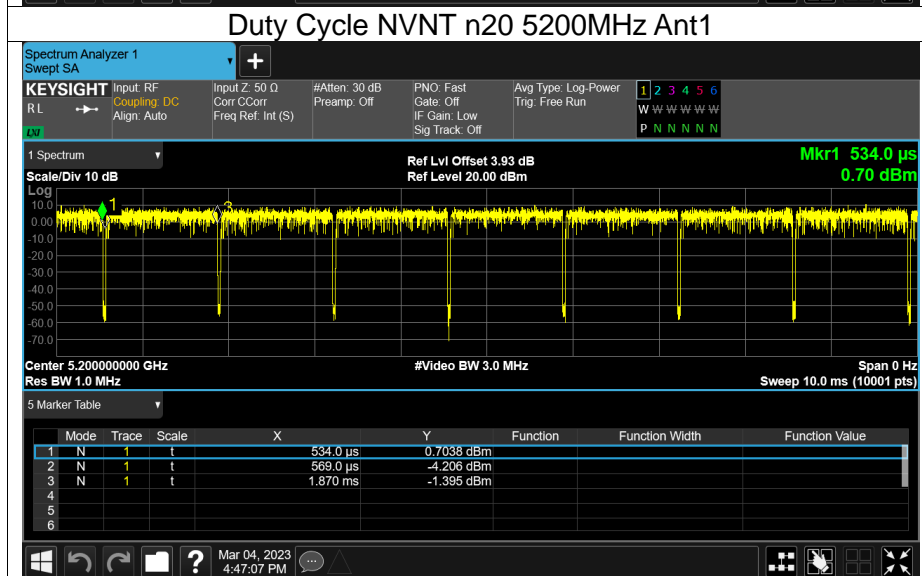 Duty Cycle NVNT n20 5200MHz Ant1
Spectrum Analyzer 1
Swept SA
+
KEYSIGHT Input: RF Input Z: 50 Ω #Atten: 30 dB PNO: Fast Avg Type: Log-Power 1 2 3 4 5 6
R L Coupling: DC Corr CCorr Preamp: Off Gate: Off Trig: Free Run W W W W W W
Align: Auto Freq Ref: Int (S) IF Gain: Low
LXI Sig Track: Off P N N N N N
1 Spectrum Ref Lvl Offset 3.93 dB Mkr1 534.0 µs
Scale/Div 10 dB Ref Level 20.00 dBm 0.70 dBm
Log
10.0 1 3
0.00
-10.0
-20.0
-30.0
-40.0
-50.0
-60.0
-70.0
Center 5.200000000 GHz #Video BW 3.0 MHz Span 0 Hz
Res BW 1.0 MHz Sweep 10.0 ms (10001 pts)
5 Marker Table
Mode Trace Scale X Y Function Function Width Function Value
1 N 1 t 534.0 µs 0.7038 dBm
2 N 1 t 569.0 µs -4.206 dBm
3 N 1 t 1.870 ms -1.395 dBm
4
5
6
? Mar 04, 2023
4:47:07 PM